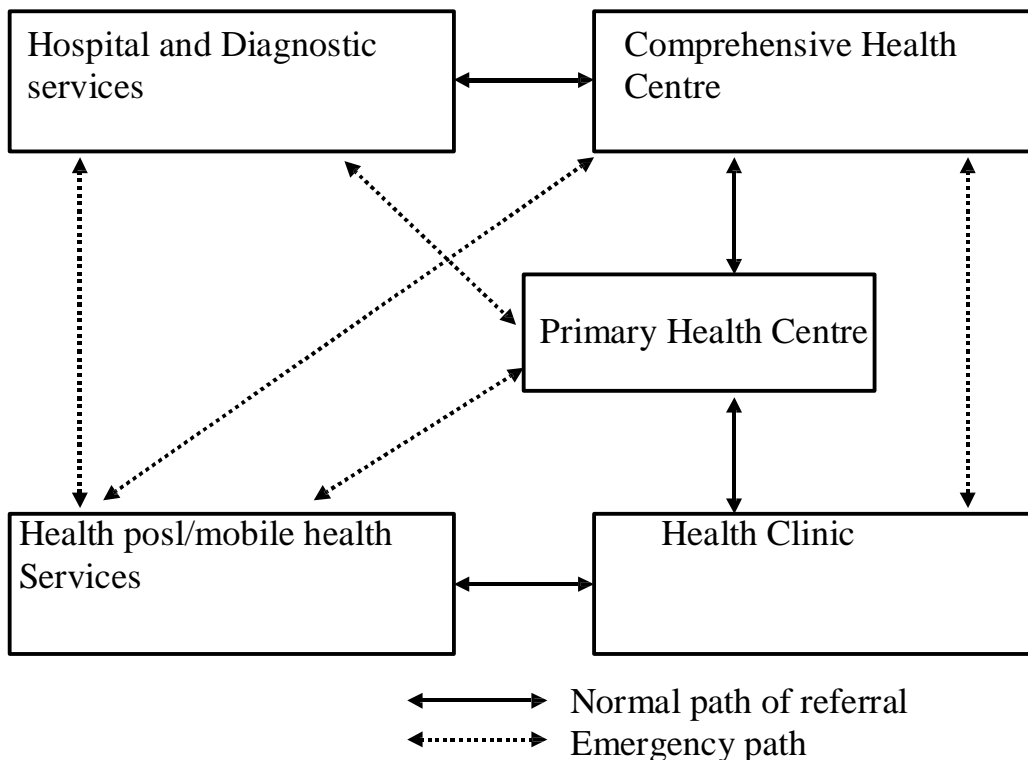 Hospital and Diagnostic
services
Comprehensive Health
Centre
Primary Health Centre
Health posl/mobile health
Services
Health Clinic
Normal path of referral
Emergency path